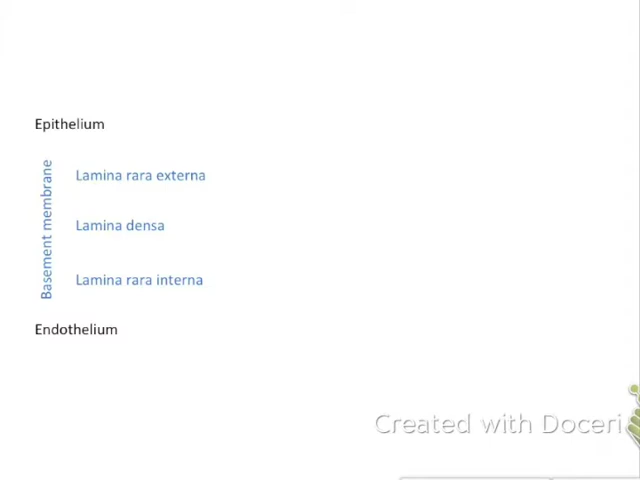 Epithelium
Basement membrane
Lamina rara externa
Lamina densa
Lamina rara interna
Endothelium
Created with Doceri